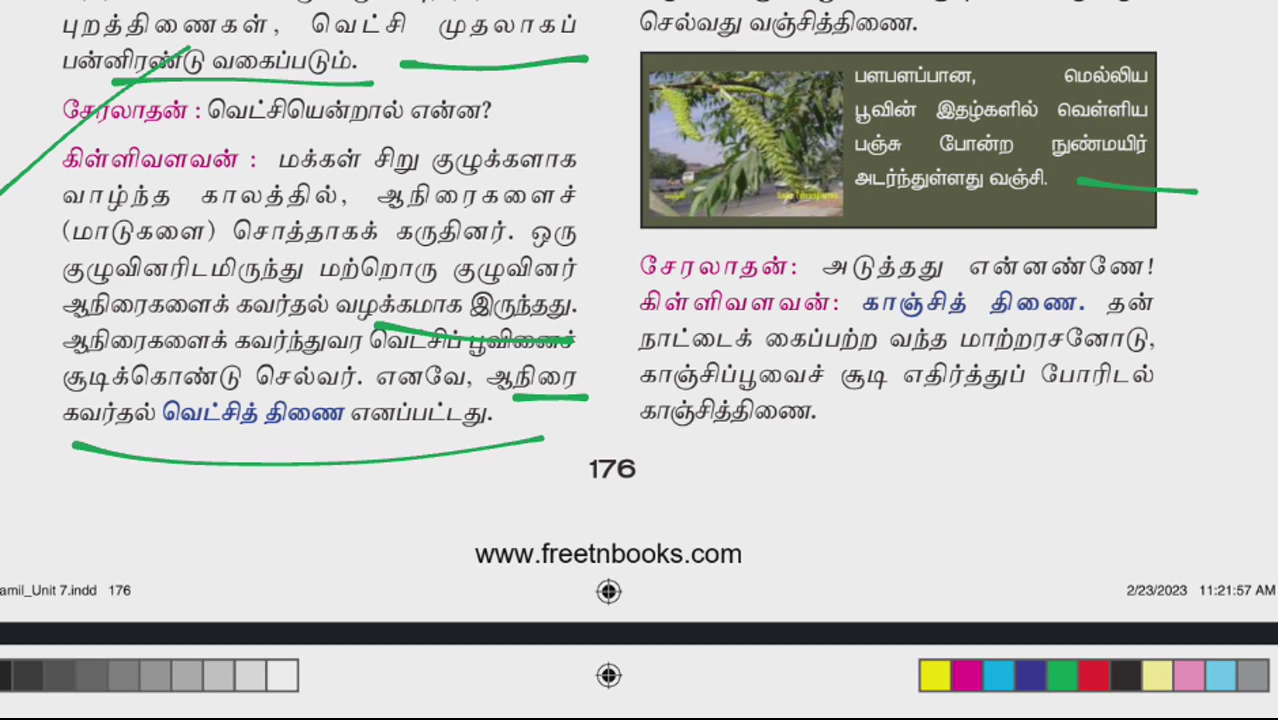 புறத்திணைகள், வெட்சி முதலாகப்
பன்னிரண்டு வகைப்படும்.
சேரலாதன் : வெட்சியென்றால் என்ன?
கிள்ளிவளவன் : மக்கள் சிறு குழுக்களாக
வாழ்ந்த காலத்தில், ஆநிரைகளைச்
(மாடுகளை) சொத்தாகக் கருதினர். ஒரு
குழுவினரிடமிருந்து மற்றொரு குழுவினர்
ஆநிரைகளைக் கவர்தல் வழக்கமாக இருந்தது.
ஆநிரைகளைக் கவர்ந்துவர வெட்சிப் பூவினைச்
சூடிக்கொண்டு செல்வர். எனவே, ஆநிரை
கவர்தல் வெட்சித் திணை எனப்பட்டது.
செல்வது வஞ்சித்திணை.
பளபளப்பான, மெல்லிய
பூவின் இதழ்களில் வெள்ளிய
பஞ்சு போன்ற நுண்மயிர்
அடர்ந்துள்ளது வஞ்சி.
சேரலாதன்: அடுத்தது என்னண்ணே!
கிள்ளிவளவன்: காஞ்சித் திணை. தன்
நாட்டைக் கைப்பற்ற வந்த மாற்றரசனோடு,
காஞ்சிப்பூவைச் சூடி எதிர்த்துப் போரிடல்
காஞ்சித்திணை.
176
www.freetnbooks.com
amil_Unit 7.indd 176
2/23/2023 11:21:57 AM